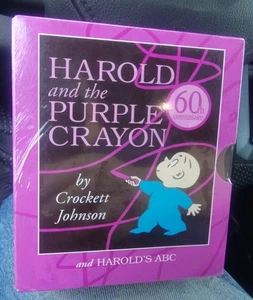 HAROLD
and the
PURPLE
CRAYON
60th
ANNIVERSARY
by
Crockett
Johnson
and HAROLD'S ABC